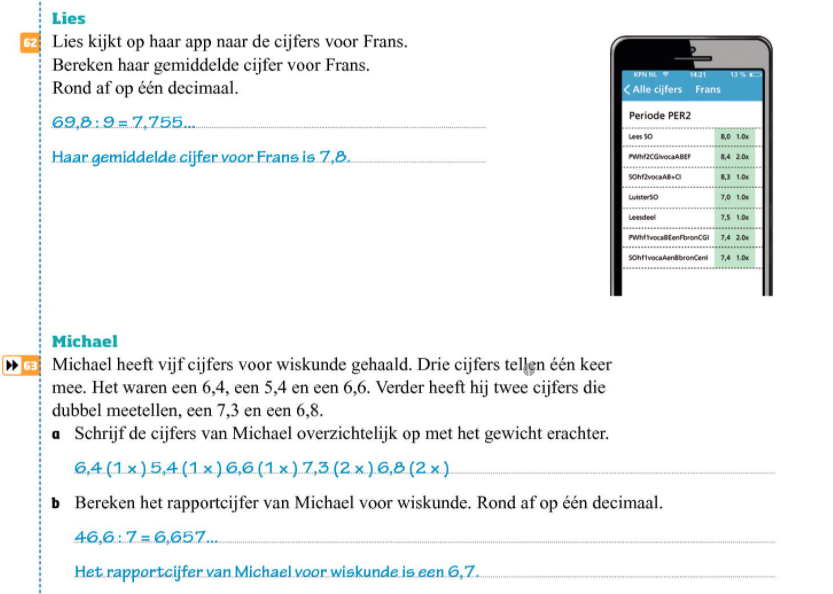 Lies
62 Lies kijkt op haar app naar de cijfers voor Frans.
Bereken haar gemiddelde cijfer voor Frans.
Rond af op één decimaal.
69,8 : 9 = 7,755...
Haar gemiddelde cijfer voor Frans is 7,8.
KPN NL 14:21 13 %
Alle cijfers Frans
Periode PER2
Lees SO 8,0 1.0x
PWhf2CGIvocaABEF 8,4 2.0x
SOhf2vocaAB+CI 8,3 1.0x
LuisterSO 7,0 1.0x
Leesdeel 7,5 1.0x
PWhf1vocaBEenFbronCGI 7,4 2.0x
SOhf1vocaAenBbronCenI 7,4 1.0x
Michael
63 Michael heeft vijf cijfers voor wiskunde gehaald. Drie cijfers tellen één keer
mee. Het waren een 6,4, een 5,4 en een 6,6. Verder heeft hij twee cijfers die
dubbel meetellen, een 7,3 en een 6,8.
a Schrijf de cijfers van Michael overzichtelijk op met het gewicht erachter.
6,4 (1 x) 5,4 (1 x) 6,6 (1 x) 7,3 (2 x) 6,8 (2 x)
b Bereken het rapportcijfer van Michael voor wiskunde. Rond af op één decimaal.
46,6 : 7 = 6,657...
Het rapportcijfer van Michael voor wiskunde is een 6,7.